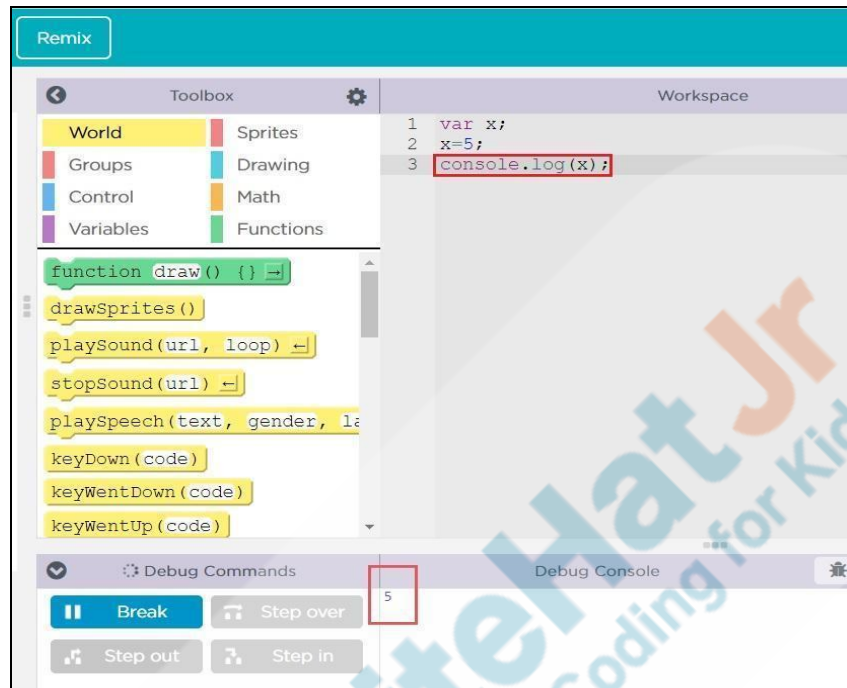 Remix
Toolbox
World
Sprites
Groups
Drawing
Control
Math
Variables
Functions
function draw() {}
drawSprites()
playSound(url, loop)
stopSound(url)
playSpeech(text, gender, la
keyDown(code)
keyWentDown(code)
keyWentUp(code)
Workspace
1 var x;
2 x=5;
3 console.log(x);
Debug Commands
Break
Step over
Step out
Step in
Debug Console
5
iteHat Jr
Coding for Kid